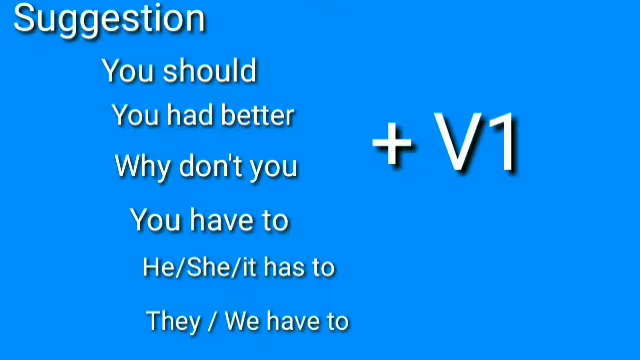 Suggestion
You should
You had better
Why don't you
+ V1
You have to
He/She/it has to
They / We have to